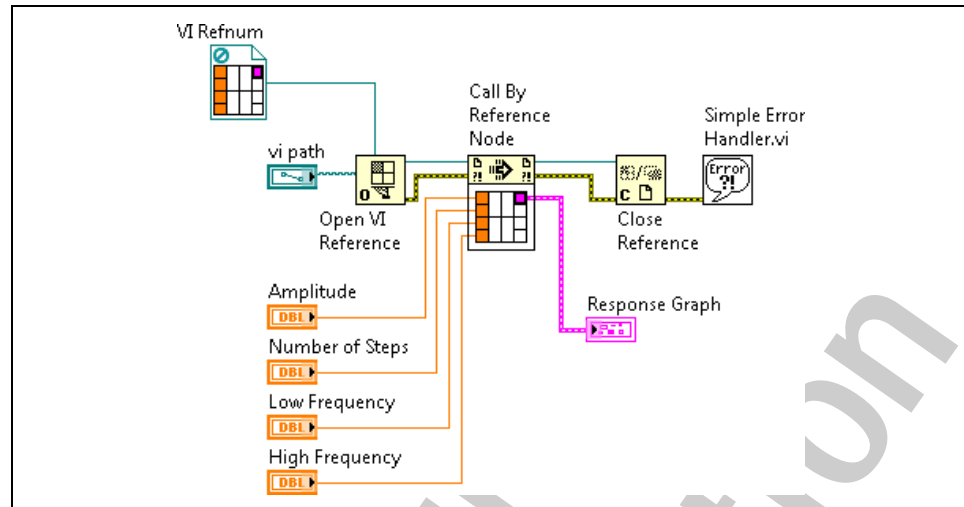 VI Refnum
Call By
Reference
Node
Simple Error
Handler.vi
vi path
Error
?!
?!
?!
O
C
Open VI
Reference
Close
Reference
Amplitude
DBL
Response Graph
Number of Steps
DBL
Low Frequency
DBL
High Frequency
DBL